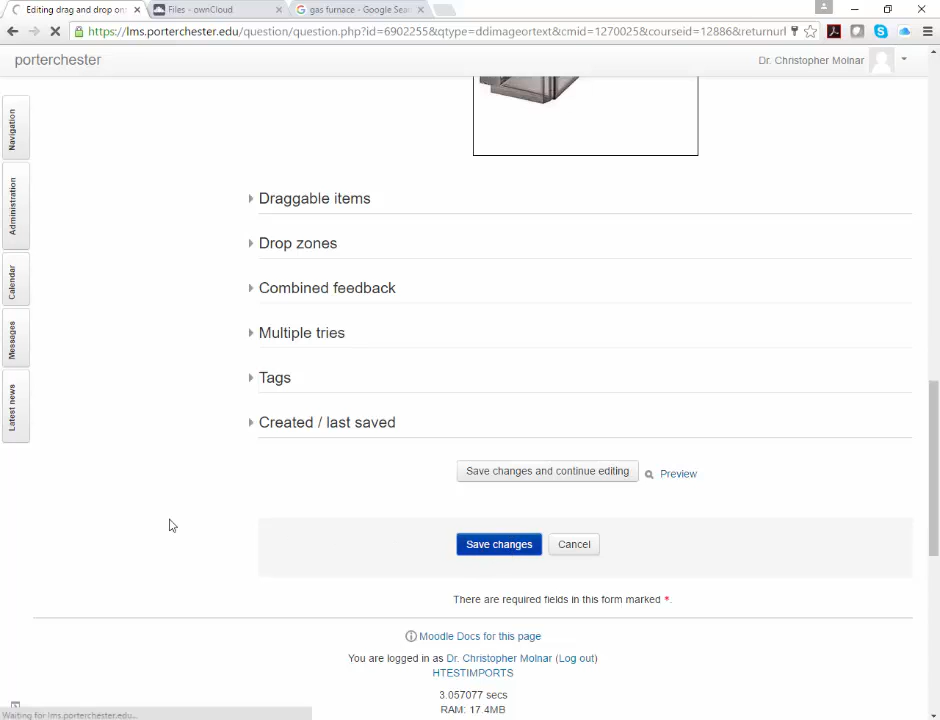 Editing drag and drop on
Files - ownCloud
gas furnace - Google Sear
https://lms.porterchester.edu/question/question.php?id=6902255&qtype=ddimageortext&cmid=1270025&courseid=12886&returnurl
porterchester
Dr. Christopher Molnar
Navigation
Administration
Calendar
Messages
Latest news
Draggable items
Drop zones
Combined feedback
Multiple tries
Tags
Created / last saved
Save changes and continue editing
Preview
Save changes
Cancel
There are required fields in this form marked *.
Moodle Docs for this page
You are logged in as Dr. Christopher Molnar (Log out)
HTESTIMPORTS
3.057077 secs
RAM: 17.4MB
Waiting for lms.porterchester.edu...